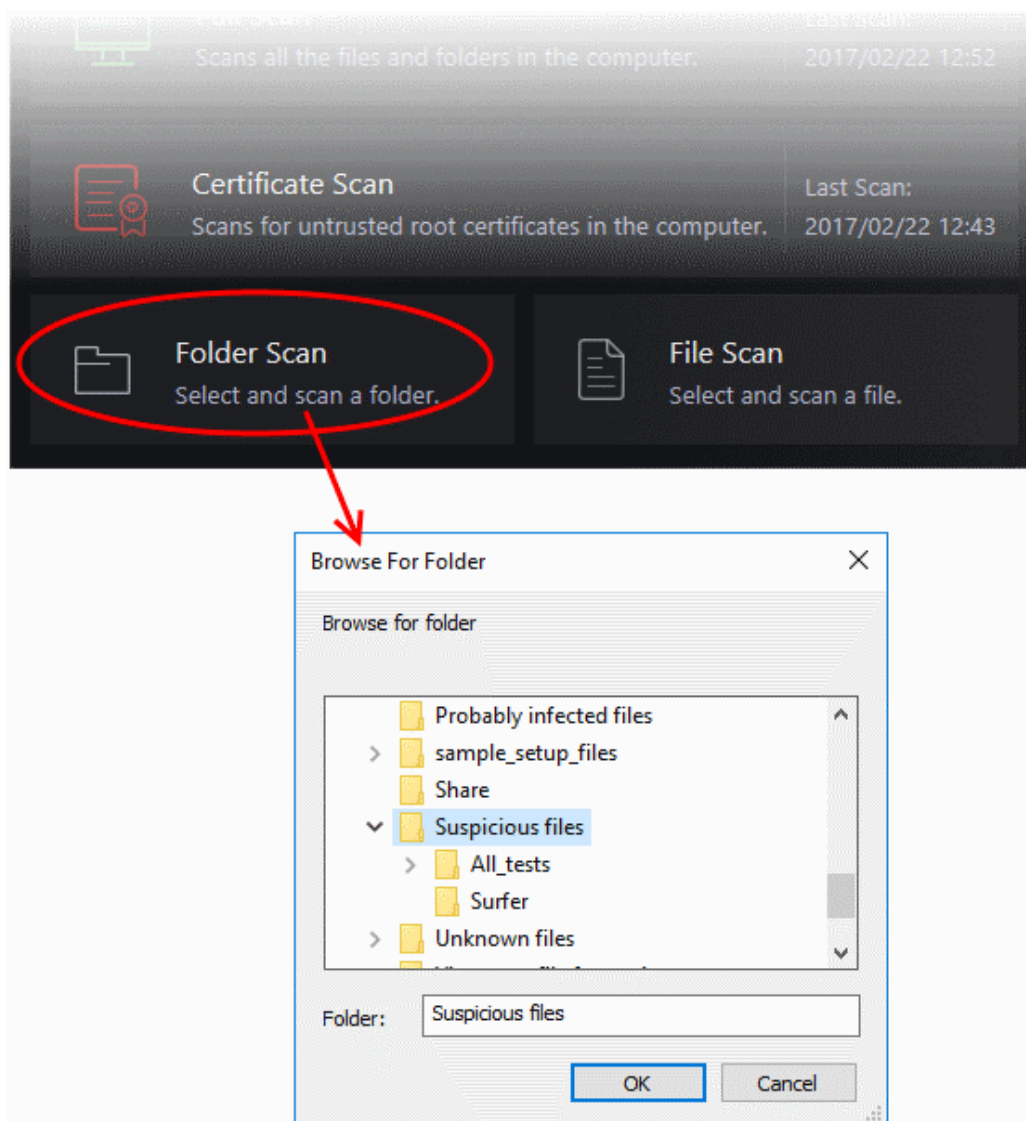 Scans all the files and folders in the computer.
2017/02/22 12:52
Certificate Scan
Scans for untrusted root certificates in the computer.
Last Scan:
2017/02/22 12:43
Folder Scan
Select and scan a folder.
File Scan
Select and scan a file.
Browse For Folder
Browse for folder
Probably infected files
sample_setup_files
Share
Suspicious files
All_tests
Surfer
Unknown files
Folder:
Suspicious files
OK
Cancel